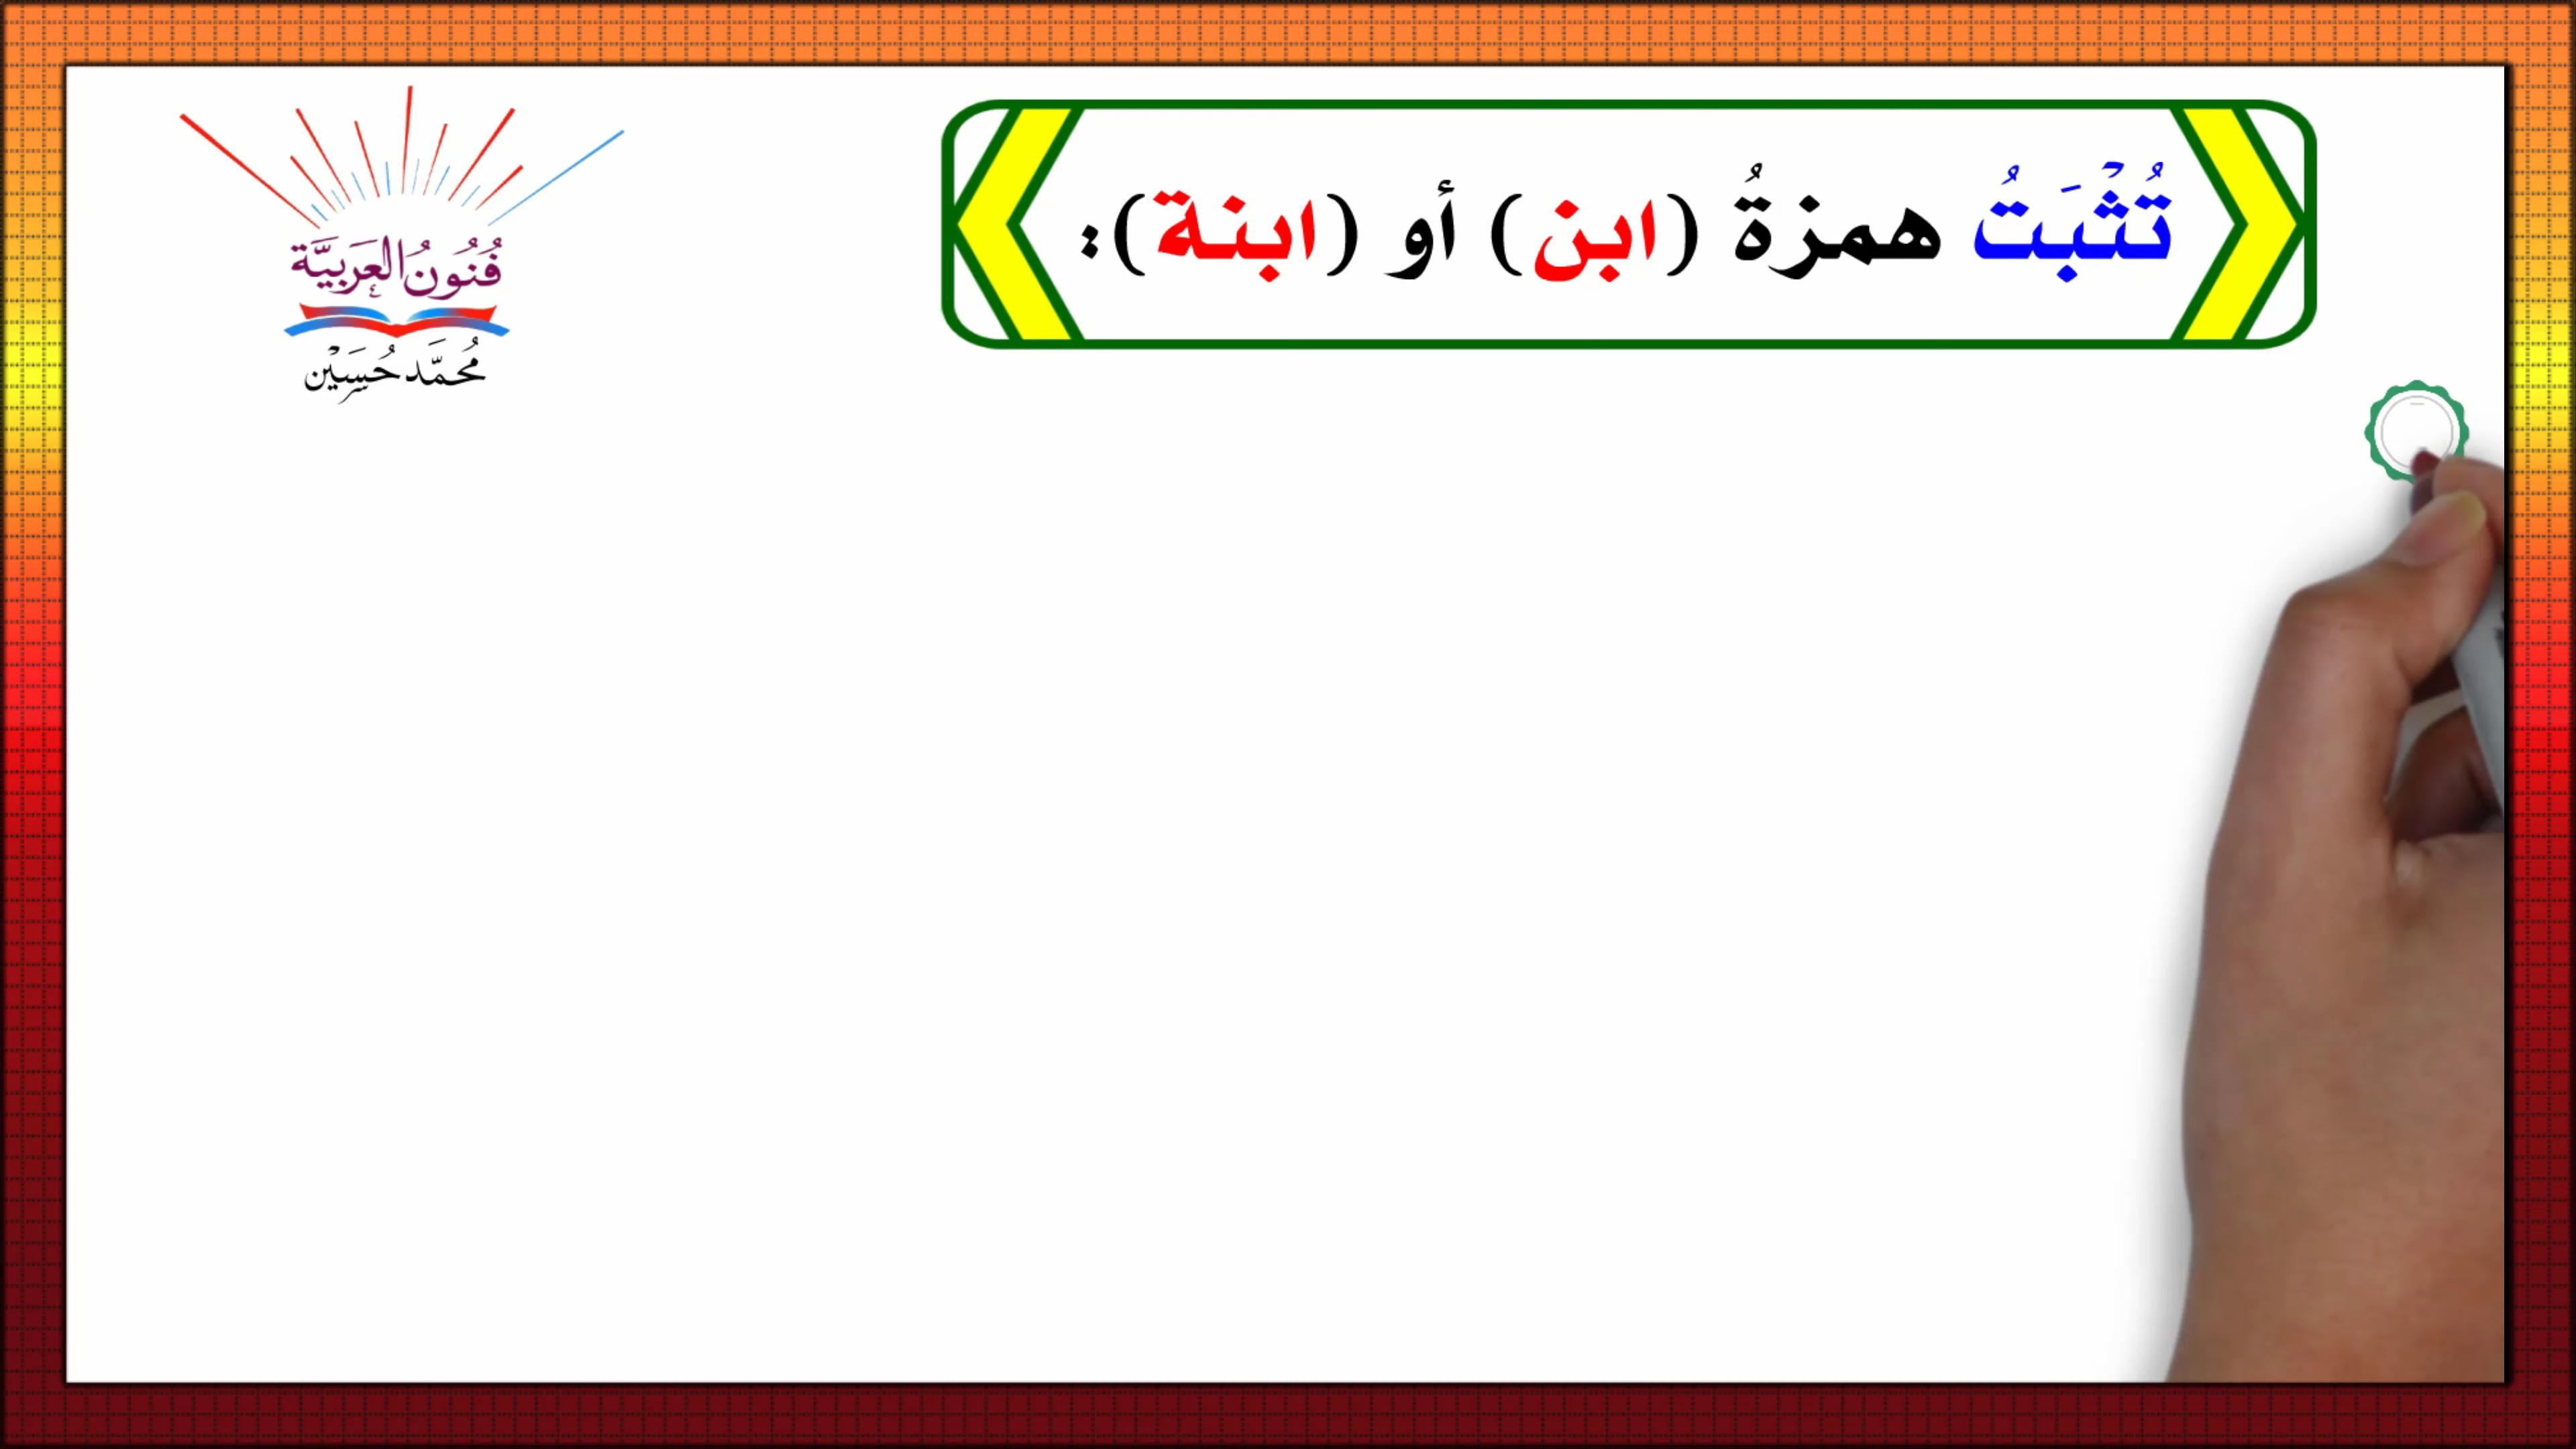 تُثْبَتُ همزةُ (ابن) أو (ابنة):
فُنُونُ العَرَبِيَّة
مُحَمَّد حُسَيْن